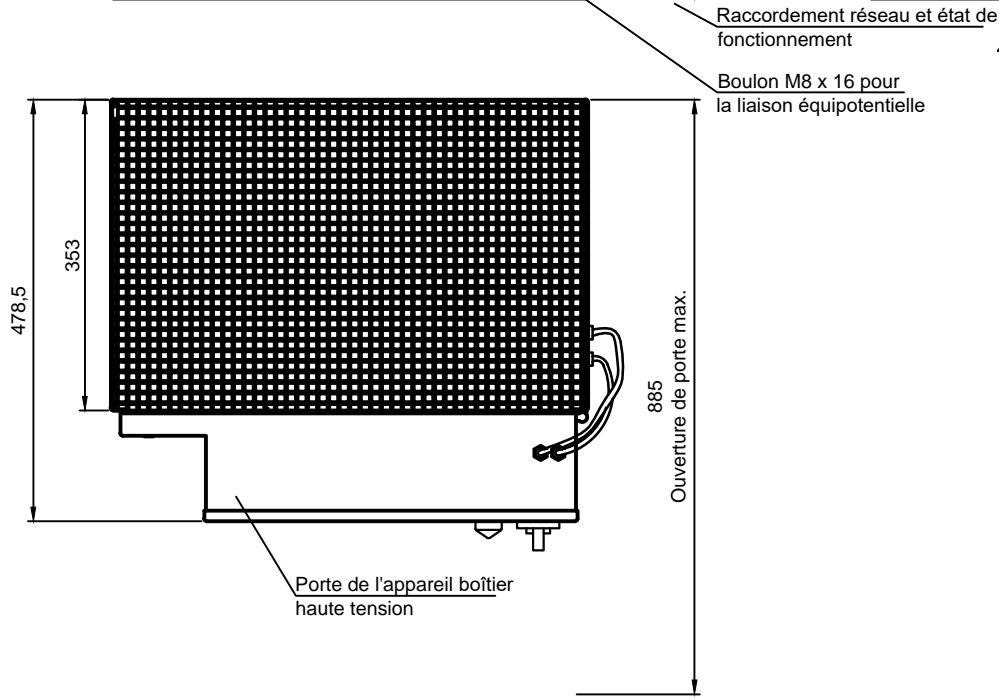 Raccordement réseau et état de
fonctionnement
Boulon M8 x 16 pour
la liaison équipotentielle
478,5
353
885
Ouverture de porte max.
Porte de l'appareil boîtier
haute tension